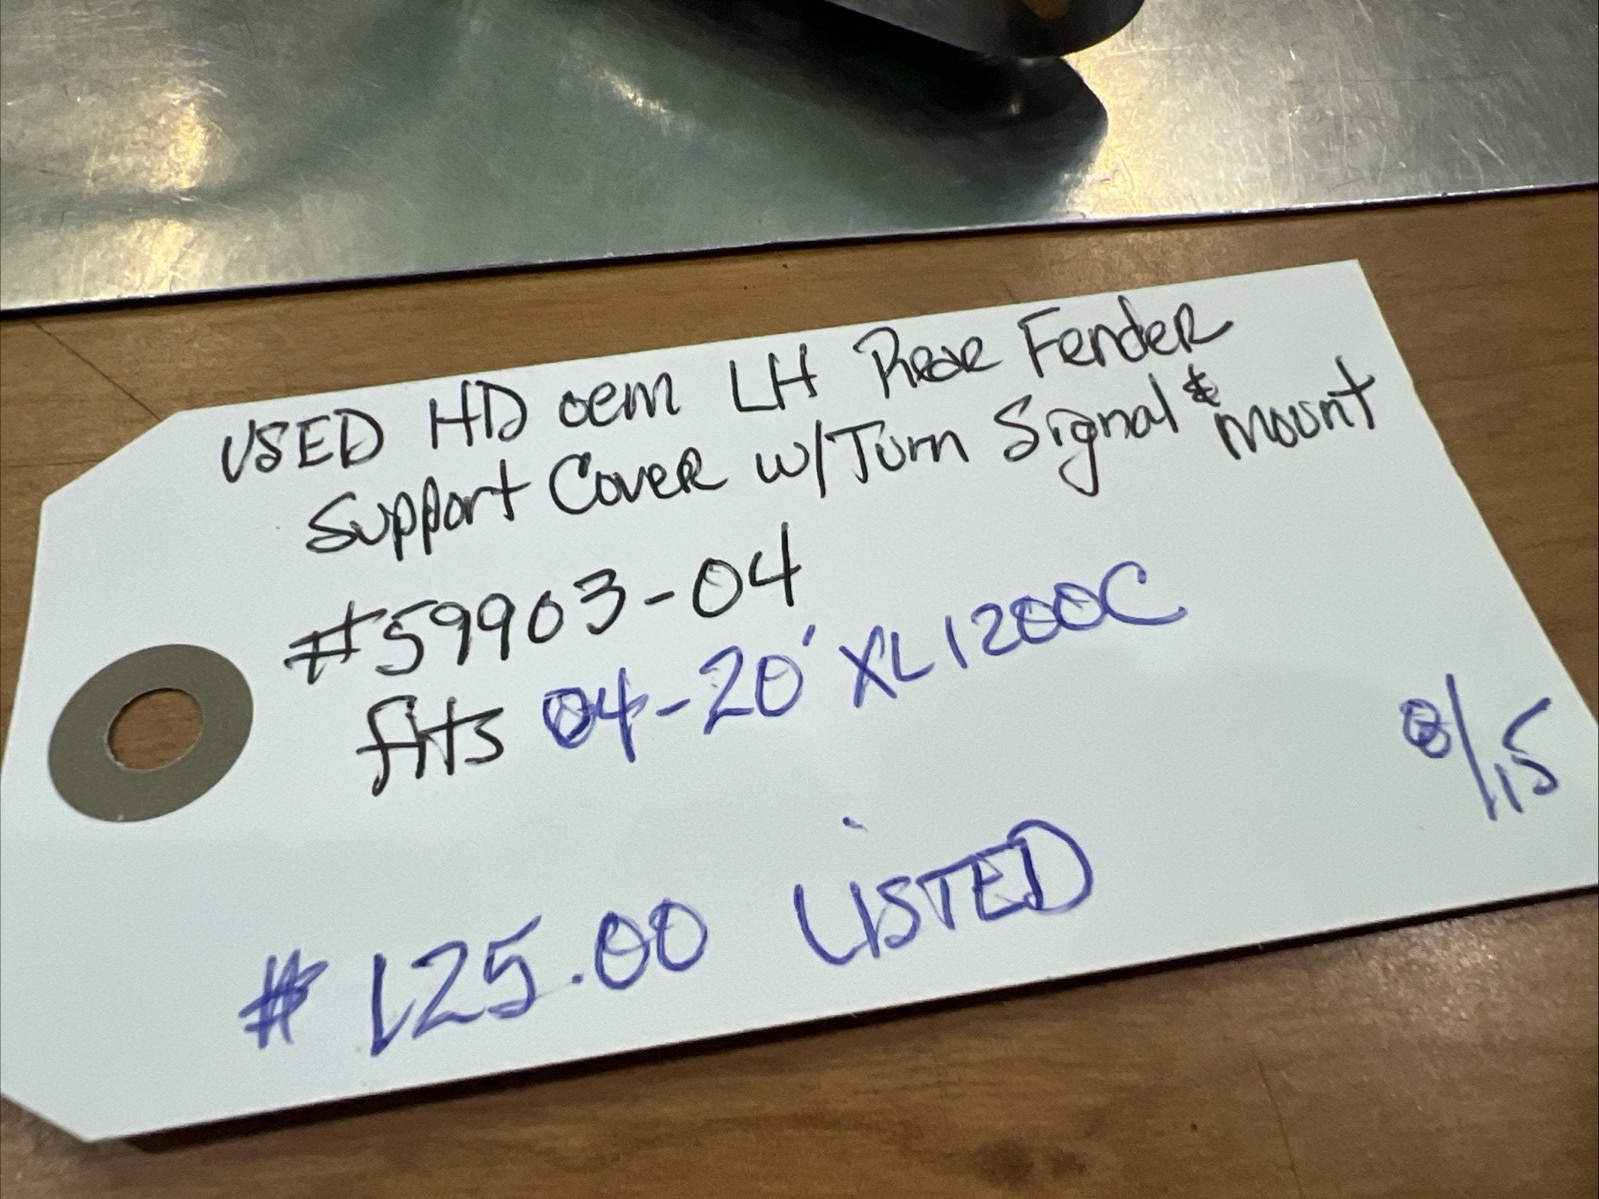 USED HD oem LH Rear Fender
Support Cover w/Turn Signal & mount
#59903-04
fits 04-20' XL1200C
8/15
$125.00 LISTED